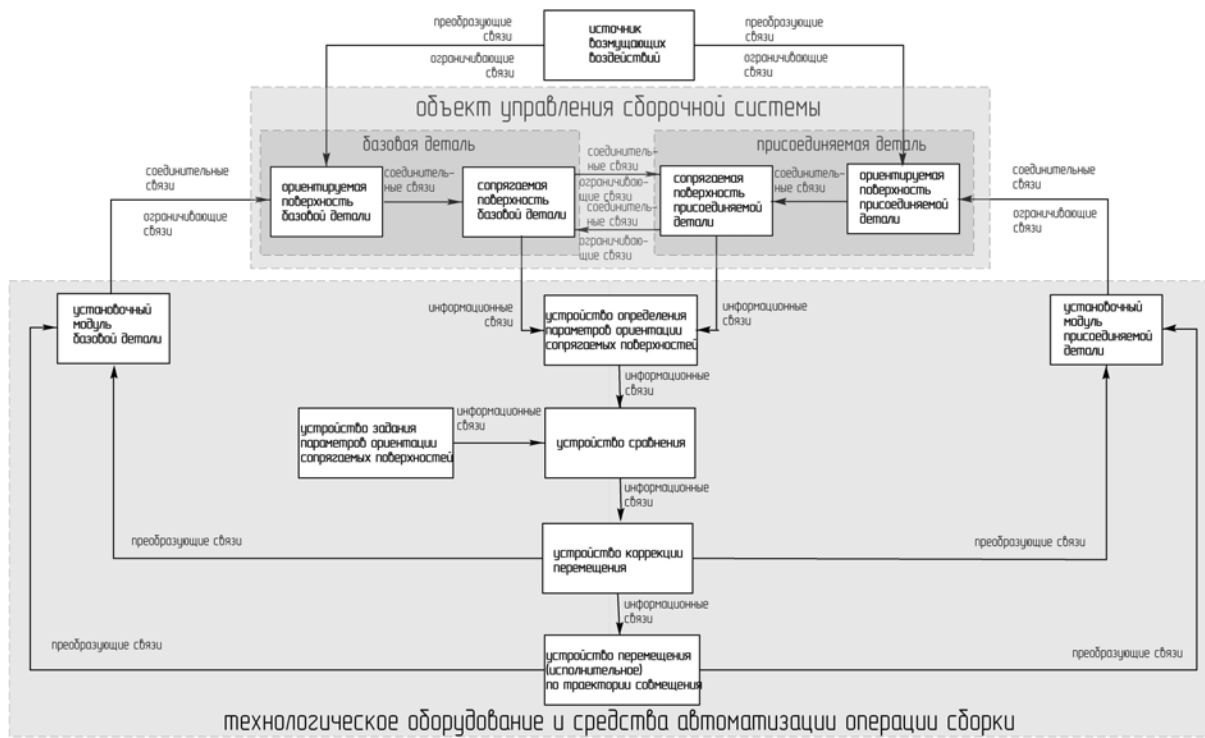 преобразующие
связи
ограничивающие
связи
источник
возмущающих
воздействий
преобразующие
связи
ограничивающие
связи
объект управления сборочной системы
базовая деталь
присоединяемая деталь
соединительные
связи
ограничивающие
связи
ориентируемая
поверхность
базовой детали
соединитель-
ные связи
сопрягаемая
поверхность
базовой детали
соединитель-
ные связи
ограничиваю-
щие связи
соединитель-
ные связи
ограничиваю-
щие связи
сопрягаемая
поверхность
присоединяемой
детали
соединитель-
ные связи
ориентируемая
поверхность
присоединяемой
детали
соединительные
связи
ограничивающие
связи
установочный
модуль
базовой детали
информационные
связи
устройство определения
параметров ориентации
сопрягаемых поверхностей
информационные
связи
установочный
модуль
присоединяемой
детали
информационные
связи
устройство задания
параметров ориентации
сопрягаемых поверхностей
информационные
связи
устройство сравнения
информационные
связи
преобразующие связи
устройство коррекции
перемещения
преобразующие связи
информационные
связи
преобразующие связи
устройство перемещения
(исполнительное)
по траектории совмещения
преобразующие связи
технологическое оборудование и средства автоматизации операции сборки